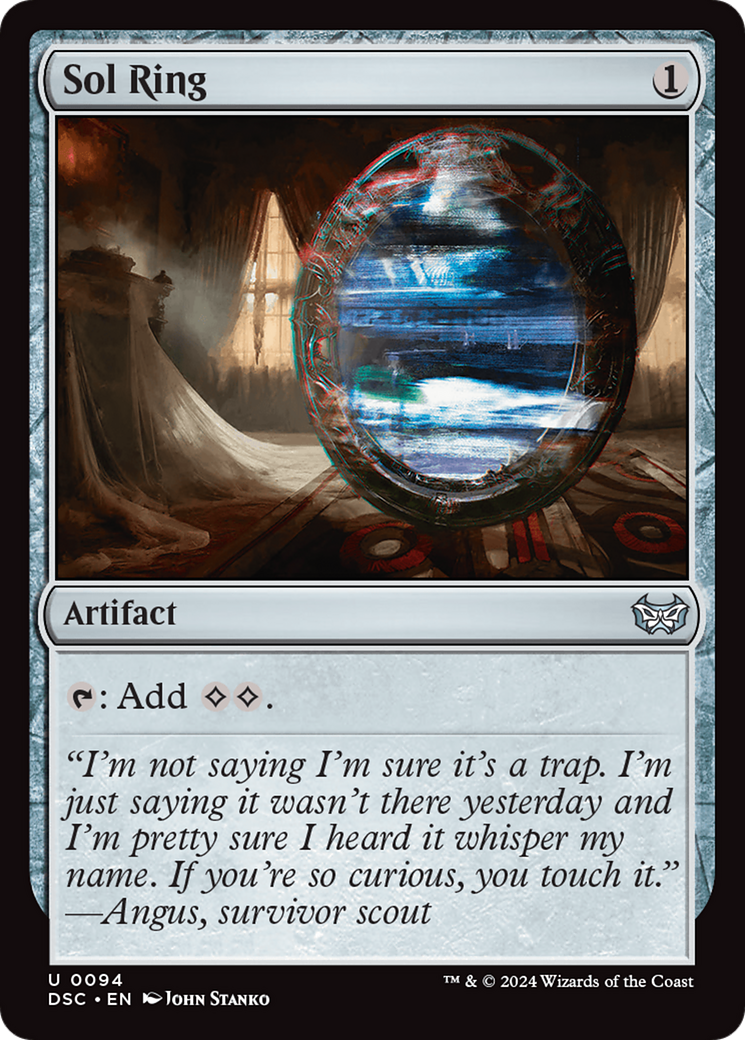 Sol Ring 1
Artifact
: Add .
“I’m not saying I’m sure it’s a trap. I’m
just saying it wasn’t there yesterday and
I’m pretty sure I heard it whisper my
name. If you’re so curious, you touch it.”
—Angus, survivor scout
U 0094
DSC • EN John Stanko
™ & © 2024 Wizards of the Coast